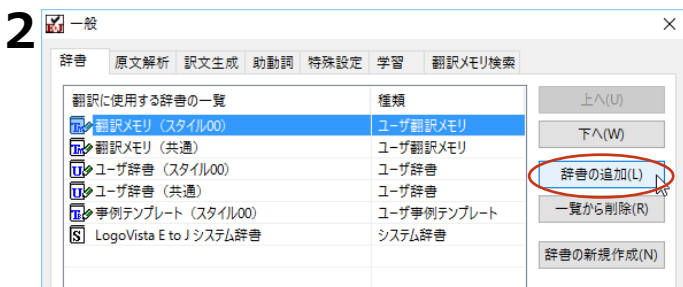 2
一般
辞書 原文解析 訳文生成 助動詞 特殊設定 学習 翻訳メモリ検索
翻訳に使用する辞書の一覧 種類
翻訳メモリ（スタイル00） ユーザ翻訳メモリ
翻訳メモリ（共通） ユーザ翻訳メモリ
ユーザ辞書（スタイル00） ユーザ辞書
ユーザ辞書（共通） ユーザ辞書
事例テンプレート（スタイル00） ユーザ事例テンプレート
S LogoVista E to J システム辞書 システム辞書
上へ(U)
下へ(W)
辞書の追加(L)
一覧から削除(R)
辞書の新規作成(N)